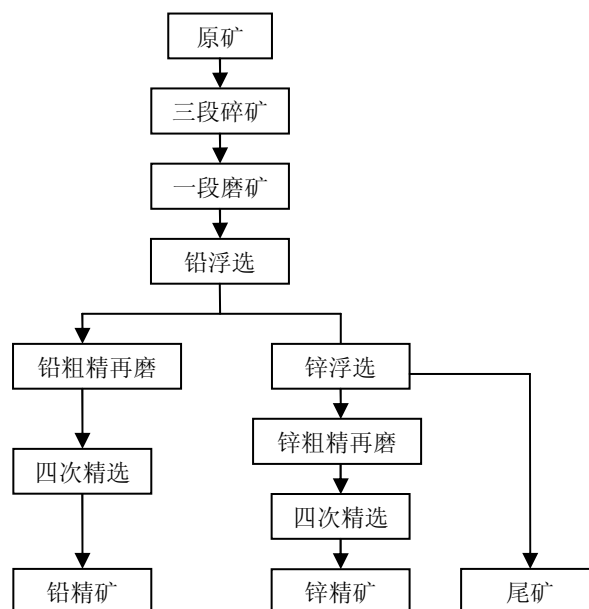 原矿
三段碎矿
一段磨矿
铅浮选
铅粗精再磨
锌浮选
锌粗精再磨
四次精选
四次精选
铅精矿
锌精矿
尾矿